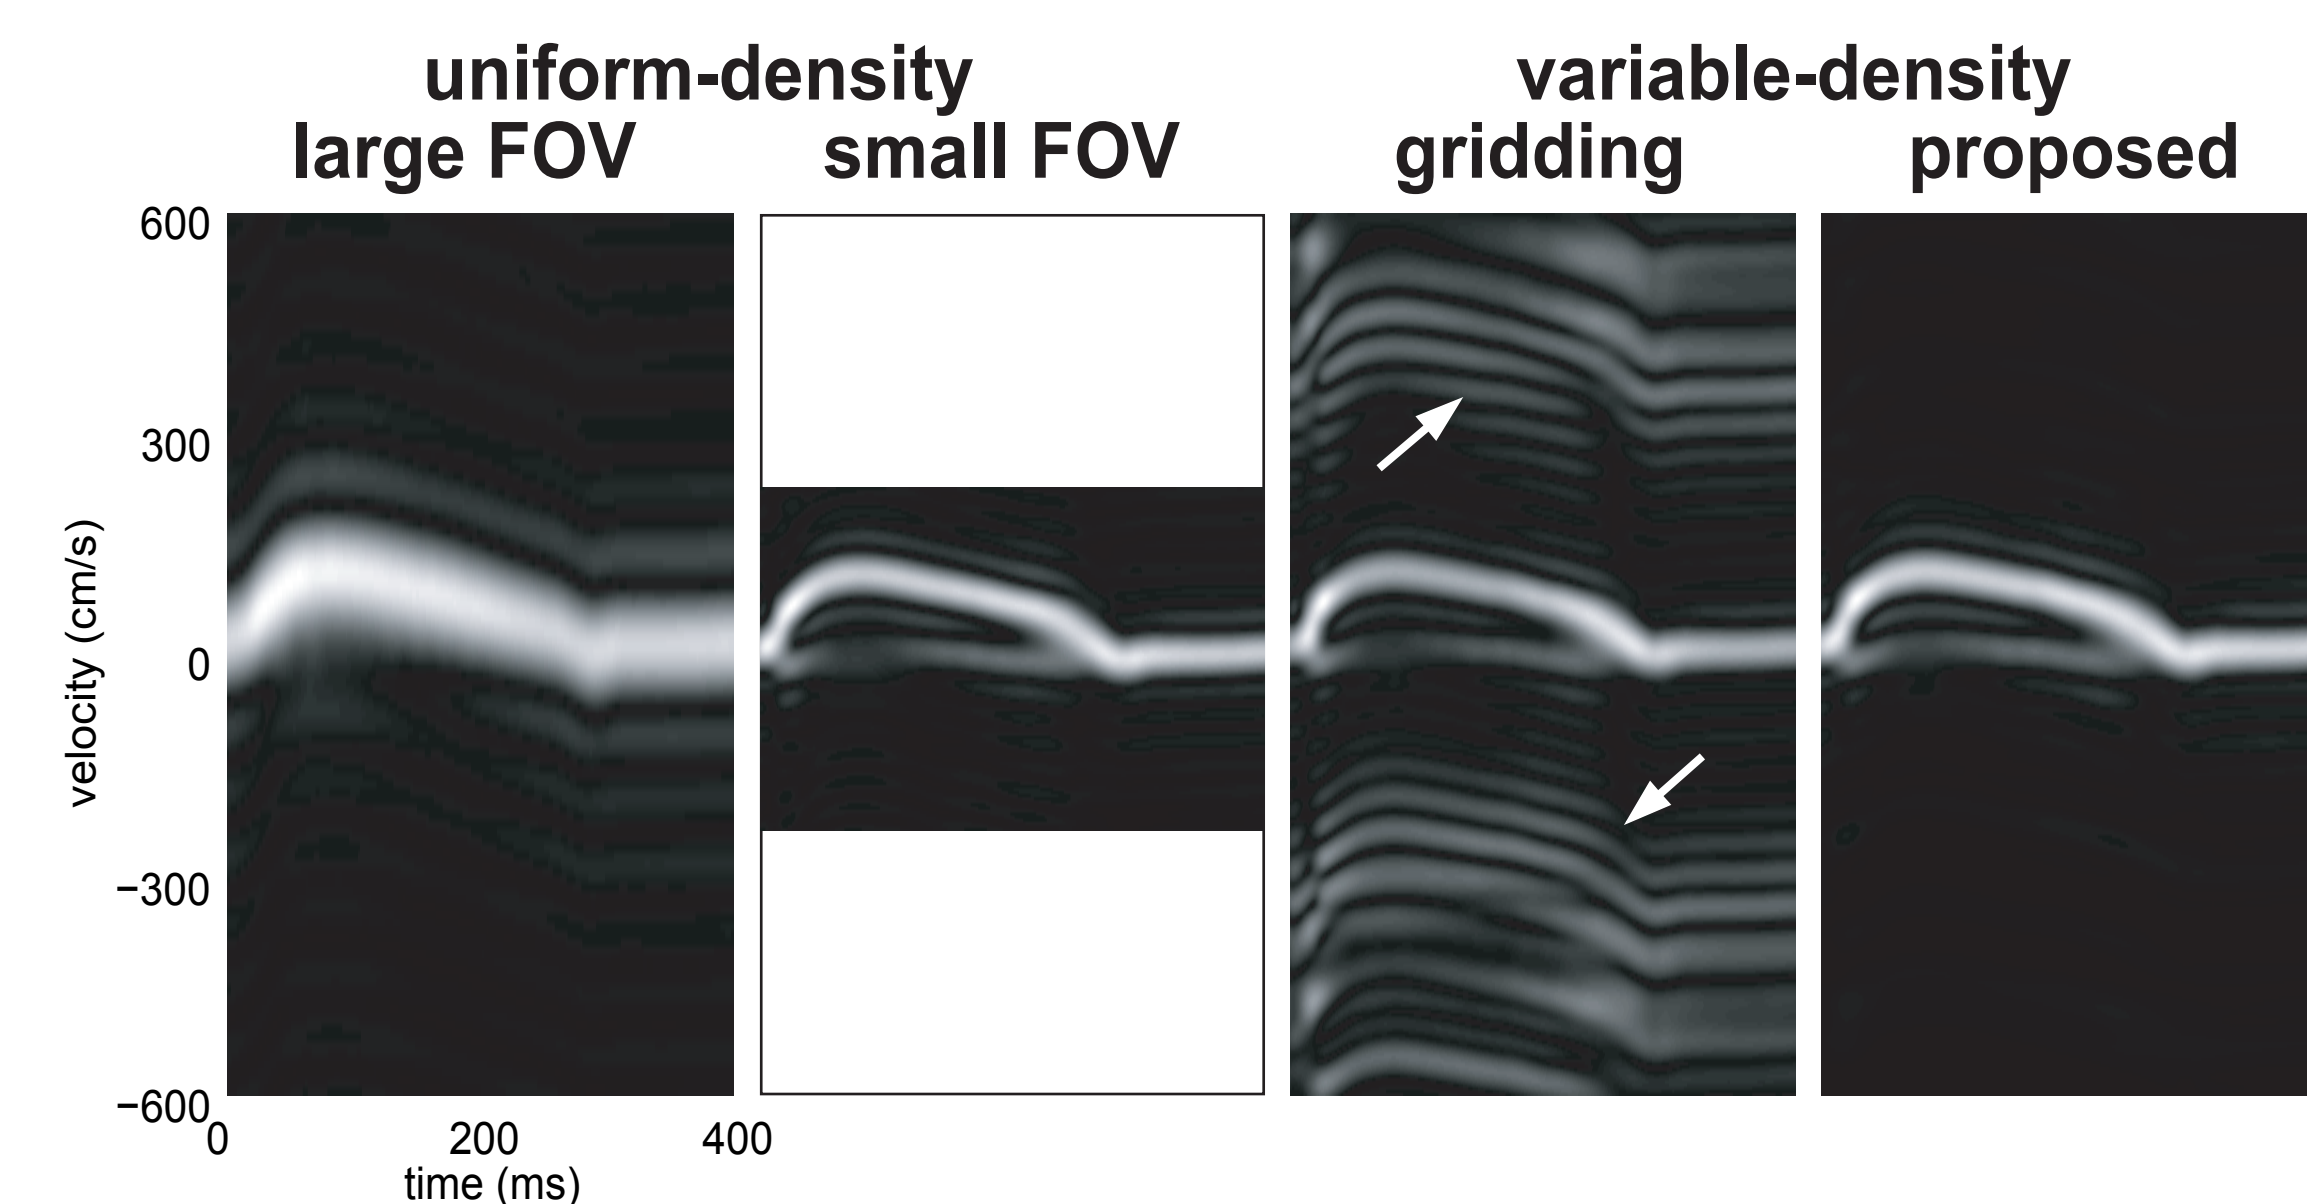 uniform-density
variable-density
large FOV
small FOV
gridding
proposed
600
300
0
−300
−600
velocity (cm/s)
0
200
400
time (ms)